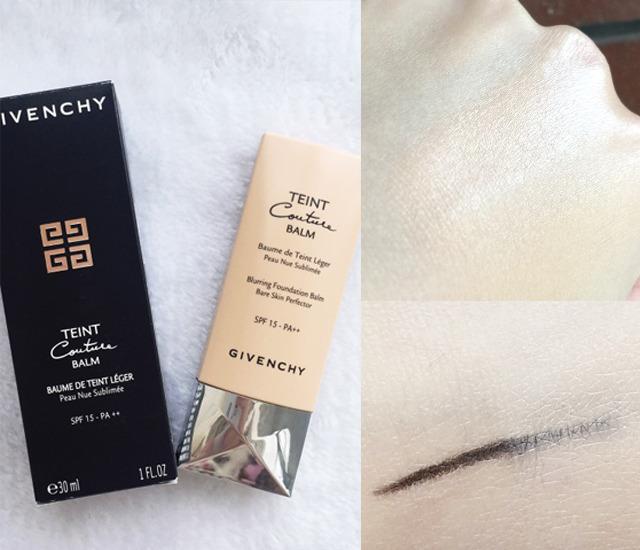 IVENCHY
TEINT
Couture
BALM
BAUME DE TEINT LÉGER
Peau Nue Sublimée
SPF 15 - PA ++
℮30 ml
1 FL.OZ
TEINT
Couture
BALM
Baume de Teint Léger
Peau Nue Sublimée
Blurring Foundation Balm
Bare Skin Perfector
SPF 15 - PA++
GIVENCHY